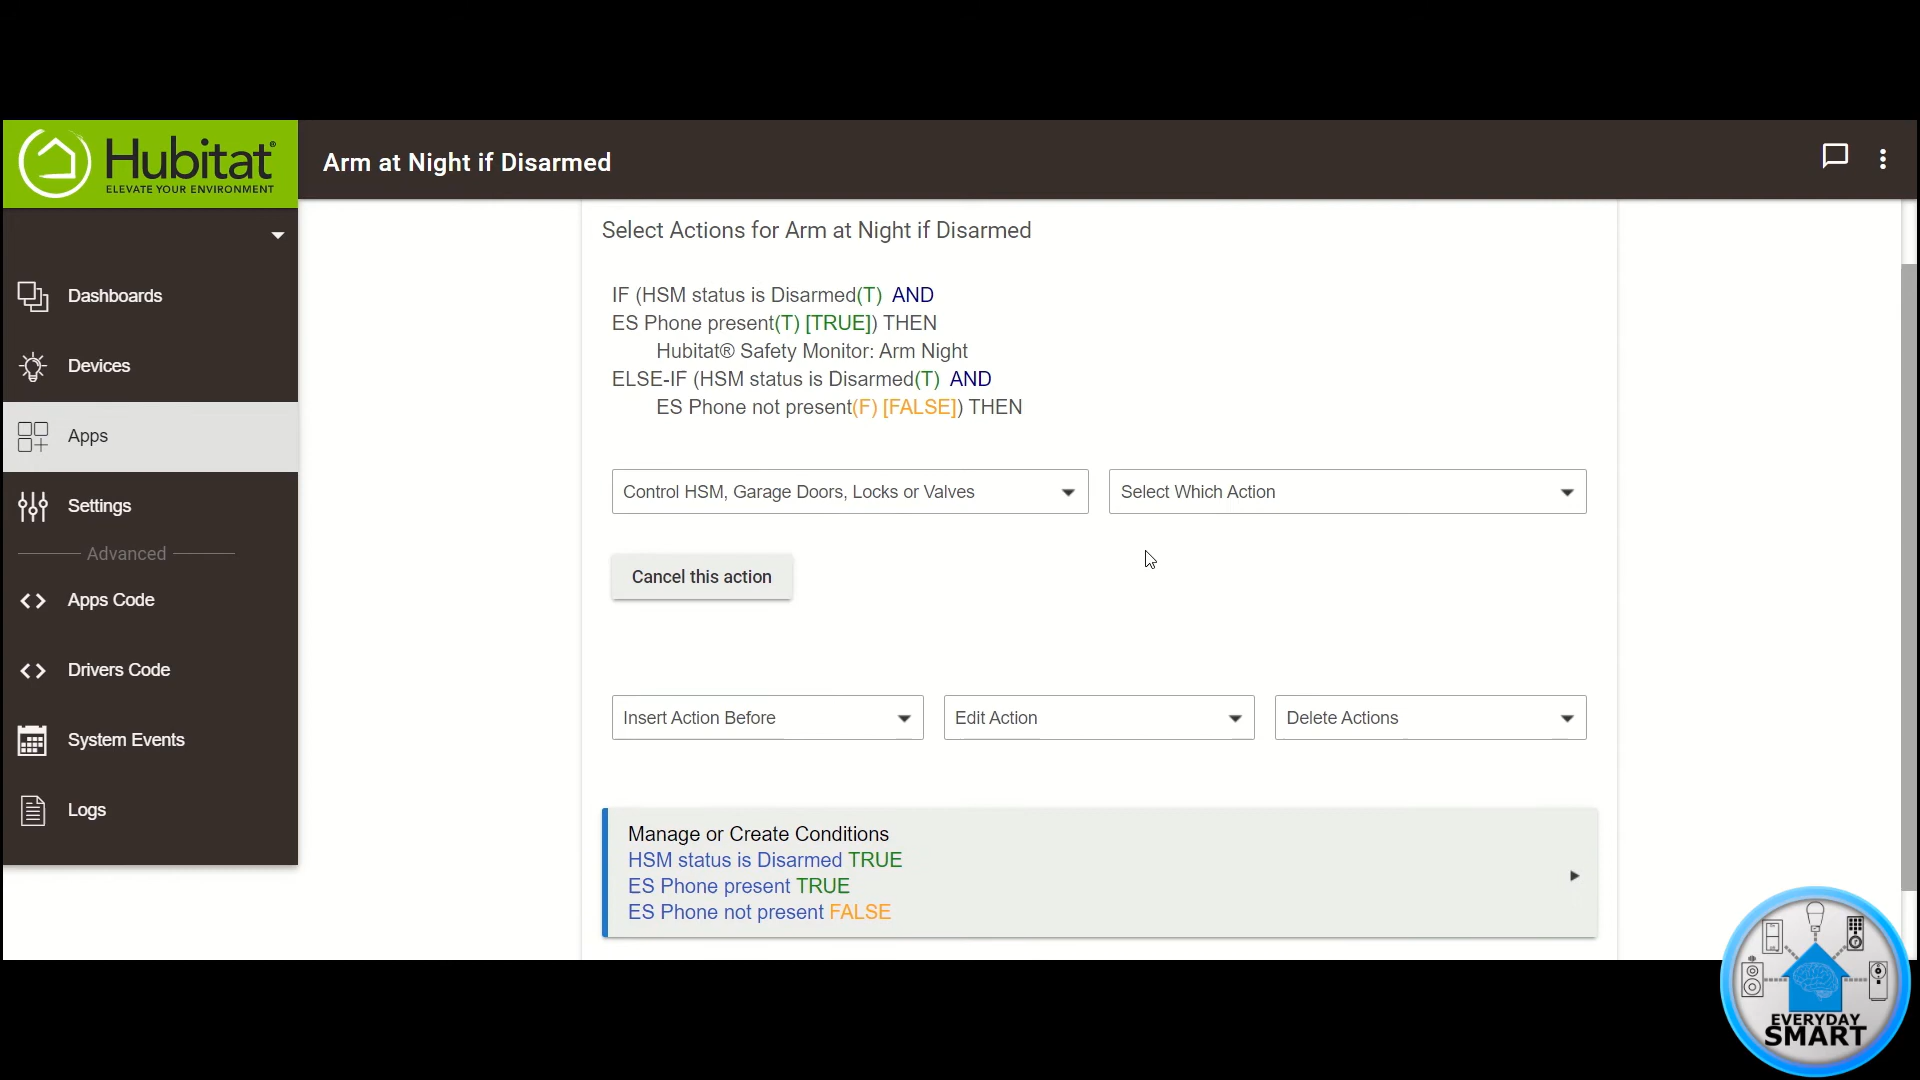 Hubitat®
ELEVATE YOUR ENVIRONMENT
Arm at Night if Disarmed
Dashboards
Devices
Apps
Settings
Advanced
Apps Code
Drivers Code
System Events
Logs
Select Actions for Arm at Night if Disarmed
IF (HSM status is Disarmed(T) AND
ES Phone present(T) [TRUE]) THEN
Hubitat® Safety Monitor: Arm Night
ELSE-IF (HSM status is Disarmed(T) AND
ES Phone not present(F) [FALSE]) THEN
Control HSM, Garage Doors, Locks or Valves
Select Which Action
Cancel this action
Insert Action Before
Edit Action
Delete Actions
Manage or Create Conditions
HSM status is Disarmed TRUE
ES Phone present TRUE
ES Phone not present FALSE
EVERYDAY
SMART